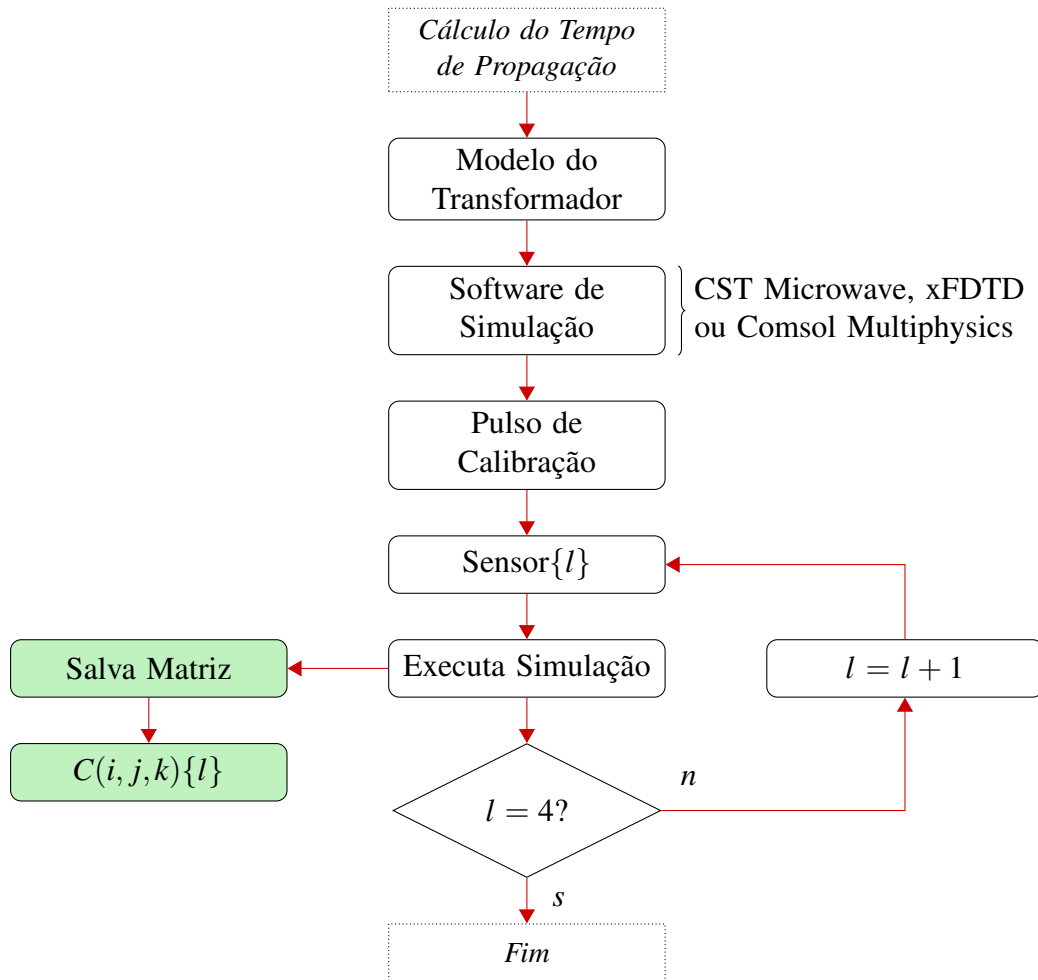 Cálculo do Tempo
de Propagação
Modelo do
Transformador
Software de
Simulação
CST Microwave, xFDTD
ou Comsol Multiphysics
Pulso de
Calibração
Sensor{l}
Salva Matriz
Executa Simulação
l = l + 1
C(i, j, k){l}
l = 4?
n
s
Fim